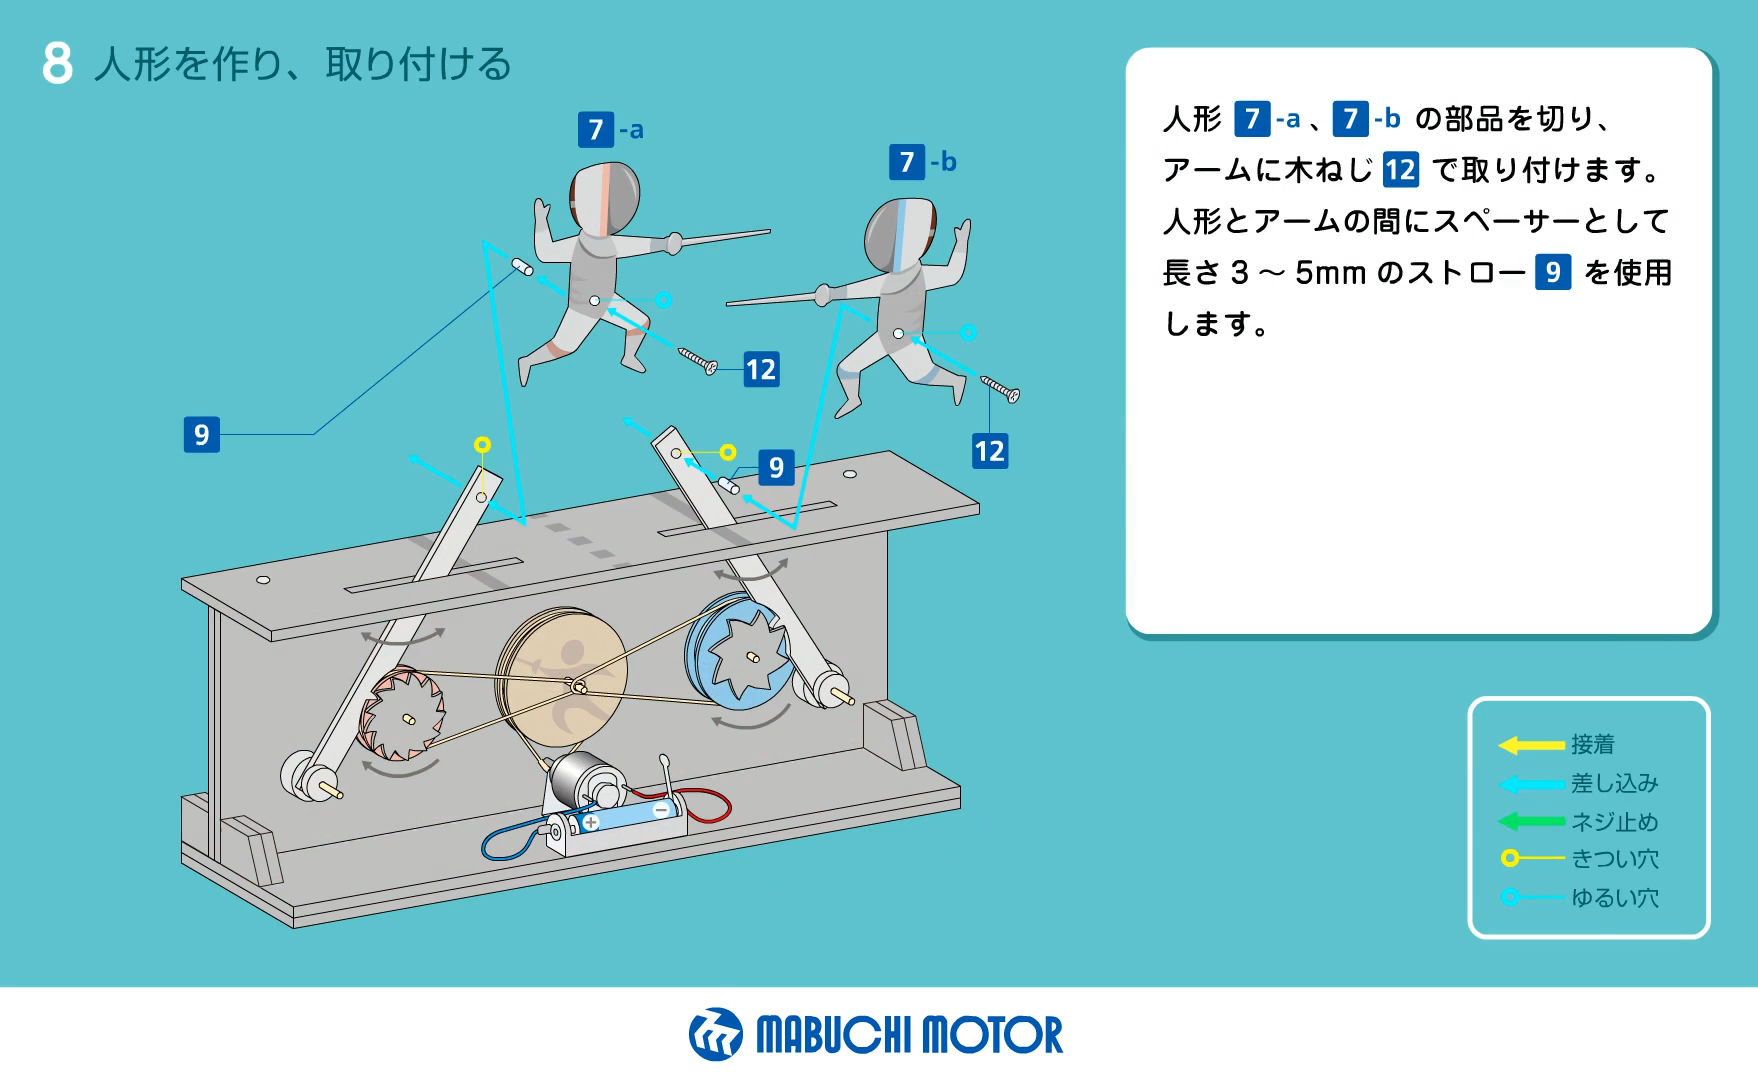 8 人形を作り、取り付ける
7 -a
7 -b
12
9
12
9
+
−
人形 7 -a 、 7 -b の部品を切り、
アームに木ねじ 12 で取り付けます。
人形とアームの間にスペーサーとして
長さ 3 ～ 5mm のストロー 9 を使用
します。
接着
差し込み
ネジ止め
きつい穴
ゆるい穴
MABUCHI MOTOR